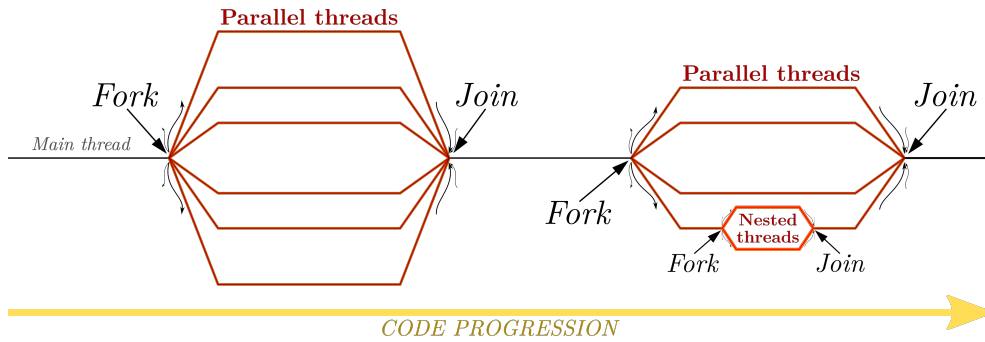 Parallel threads
Fork
Join
Main thread
Parallel threads
Join
Fork
Nested
threads
Fork
Join
CODE PROGRESSION